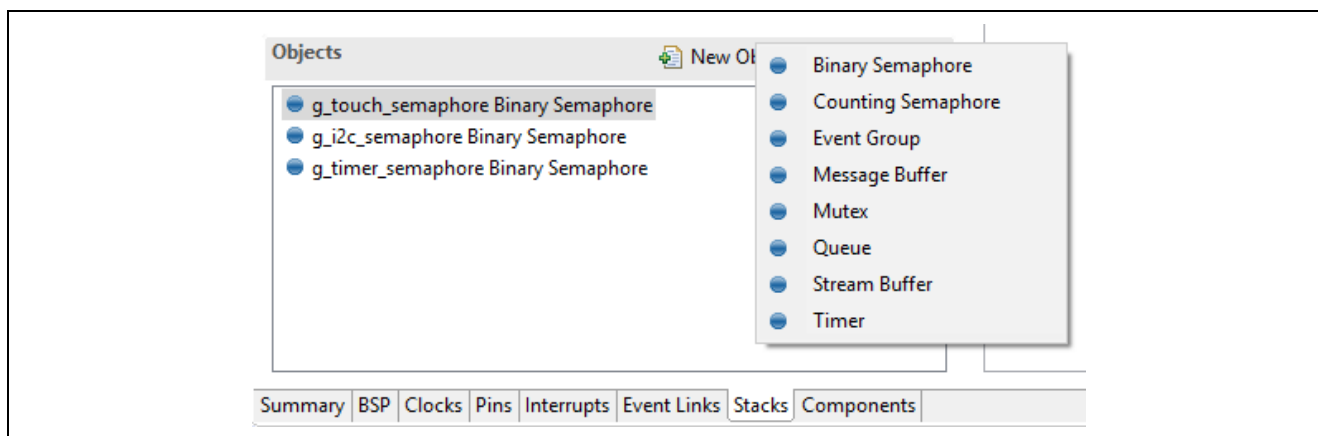 Objects
New Ob
g_touch_semaphore Binary Semaphore
g_i2c_semaphore Binary Semaphore
g_timer_semaphore Binary Semaphore
Binary Semaphore
Counting Semaphore
Event Group
Message Buffer
Mutex
Queue
Stream Buffer
Timer
Summary BSP Clocks Pins Interrupts Event Links Stacks Components